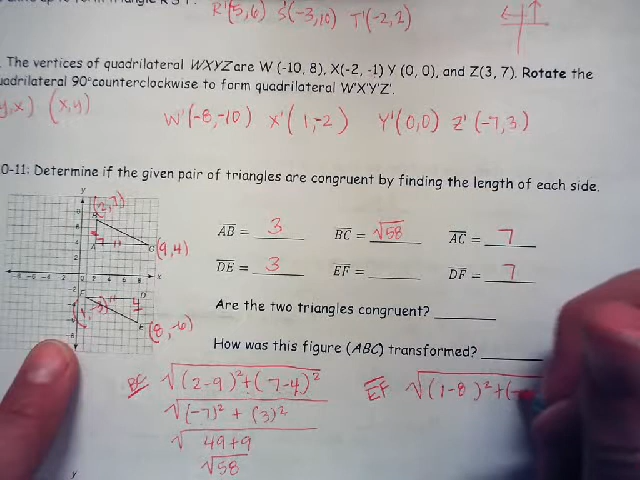 R'(5,6) S'(-3,10) T'(-2,2)
. The vertices of quadrilateral WXYZ are W (-10, 8), X(-2, -1) Y (0, 0), and Z(3, 7). Rotate the
uadrilateral 90° counterclockwise to form quadrilateral W'X'Y'Z'.
y,x) (x,y)
W'(-8,-10) X'( 1,-2) Y'(0,0) Z'(-7,3)
0-11: Determine if the given pair of triangles are congruent by finding the length of each side.
AB = 3 BC = √58 AC = 7
DE = 3 EF = DF = 7
(9,4)
(8,-6)
Are the two triangles congruent?
How was this figure (ABC) transformed?
BC √(2-9)²+(7-4)² EF √(1-8)²+(-
√(-7)² + (3)²
√49+9
√58